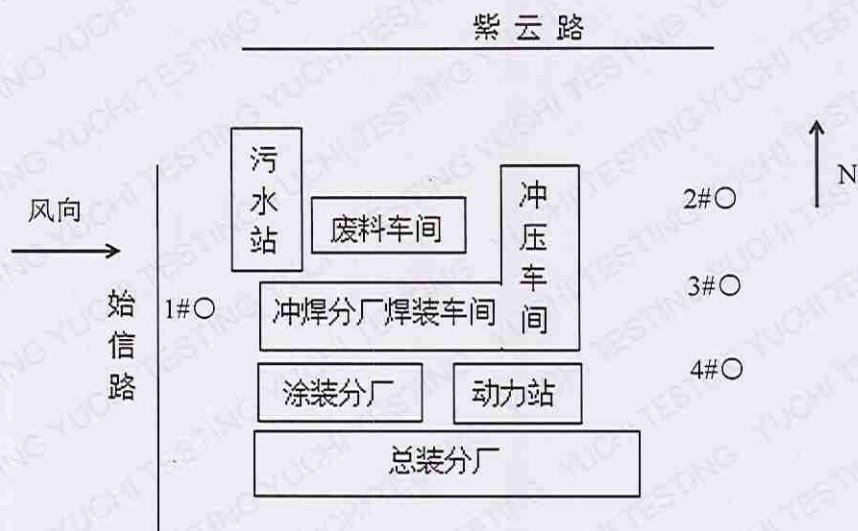 紫云路
N
风向
始信路
污水站
废料车间
冲压车间
2#○
1#○
冲焊分厂焊装车间
3#○
涂装分厂
动力站
4#○
总装分厂
YUCHI TESTING